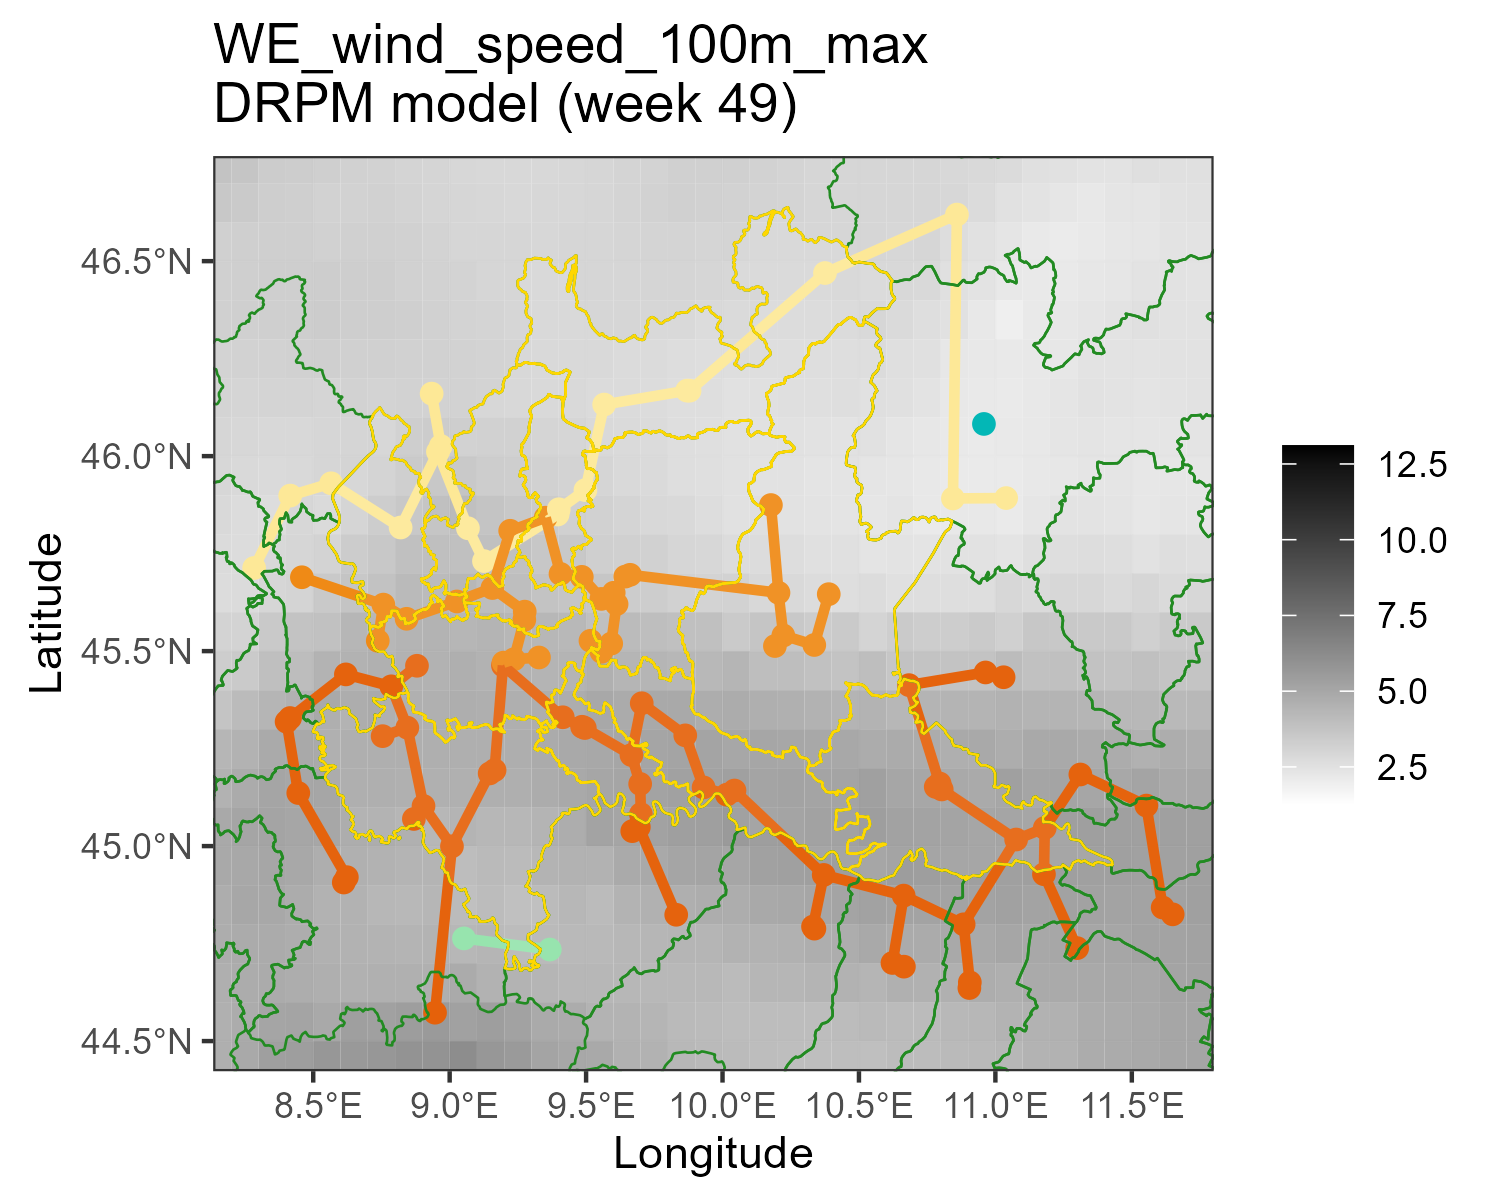 WE_wind_speed_100m_max
DRPM model (week 49)
46.5°N
46.0°N
45.5°N
45.0°N
44.5°N
Latitude
8.5°E 9.0°E 9.5°E 10.0°E 10.5°E 11.0°E 11.5°E
Longitude
12.5
10.0
7.5
5.0
2.5